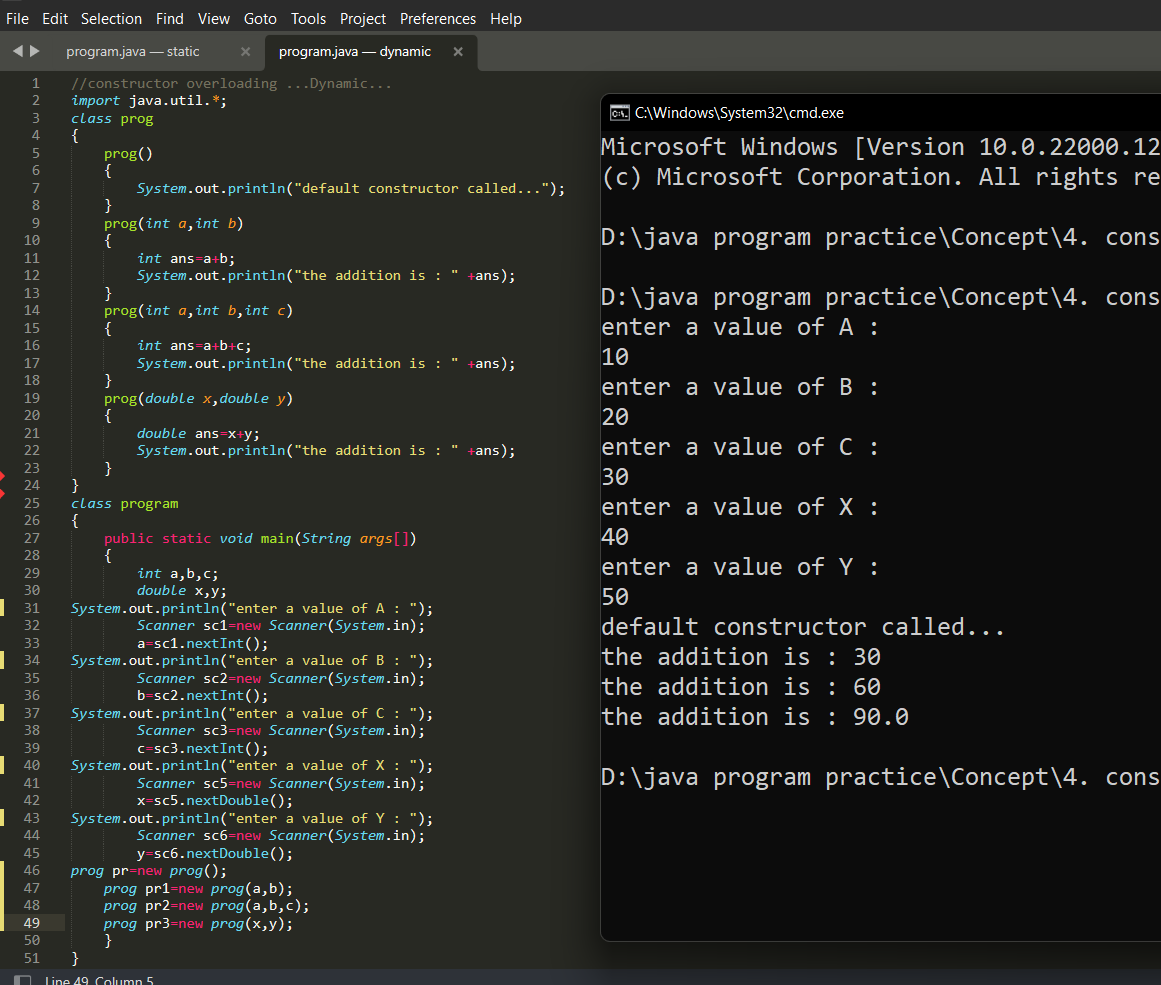 File Edit Selection Find View Goto Tools Project Preferences Help
program.java — static × program.java — dynamic ×
1 //constructor overloading ...Dynamic...
2 import java.util.*;
3 class prog
4 {
5 prog()
6 {
7 System.out.println("default constructor called...");
8 }
9 prog(int a,int b)
10 {
11 int ans=a+b;
12 System.out.println("the addition is : " +ans);
13 }
14 prog(int a,int b,int c)
15 {
16 int ans=a+b+c;
17 System.out.println("the addition is : " +ans);
18 }
19 prog(double x,double y)
20 {
21 double ans=x+y;
22 System.out.println("the addition is : " +ans);
23 }
24 }
25 class program
26 {
27 public static void main(String args[])
28 {
29 int a,b,c;
30 double x,y;
31 System.out.println("enter a value of A : ");
32 Scanner sc1=new Scanner(System.in);
33 a=sc1.nextInt();
34 System.out.println("enter a value of B : ");
35 Scanner sc2=new Scanner(System.in);
36 b=sc2.nextInt();
37 System.out.println("enter a value of C : ");
38 Scanner sc3=new Scanner(System.in);
39 c=sc3.nextInt();
40 System.out.println("enter a value of X : ");
41 Scanner sc5=new Scanner(System.in);
42 x=sc5.nextDouble();
43 System.out.println("enter a value of Y : ");
44 Scanner sc6=new Scanner(System.in);
45 y=sc6.nextDouble();
46 prog pr=new prog();
47 prog pr1=new prog(a,b);
48 prog pr2=new prog(a,b,c);
49 prog pr3=new prog(x,y);
50 }
51 }
Line 49, Column 5
C:\Windows\System32\cmd.exe
Microsoft Windows [Version 10.0.22000.12
(c) Microsoft Corporation. All rights re
D:\java program practice\Concept\4. cons
D:\java program practice\Concept\4. cons
enter a value of A :
10
enter a value of B :
20
enter a value of C :
30
enter a value of X :
40
enter a value of Y :
50
default constructor called...
the addition is : 30
the addition is : 60
the addition is : 90.0
D:\java program practice\Concept\4. cons